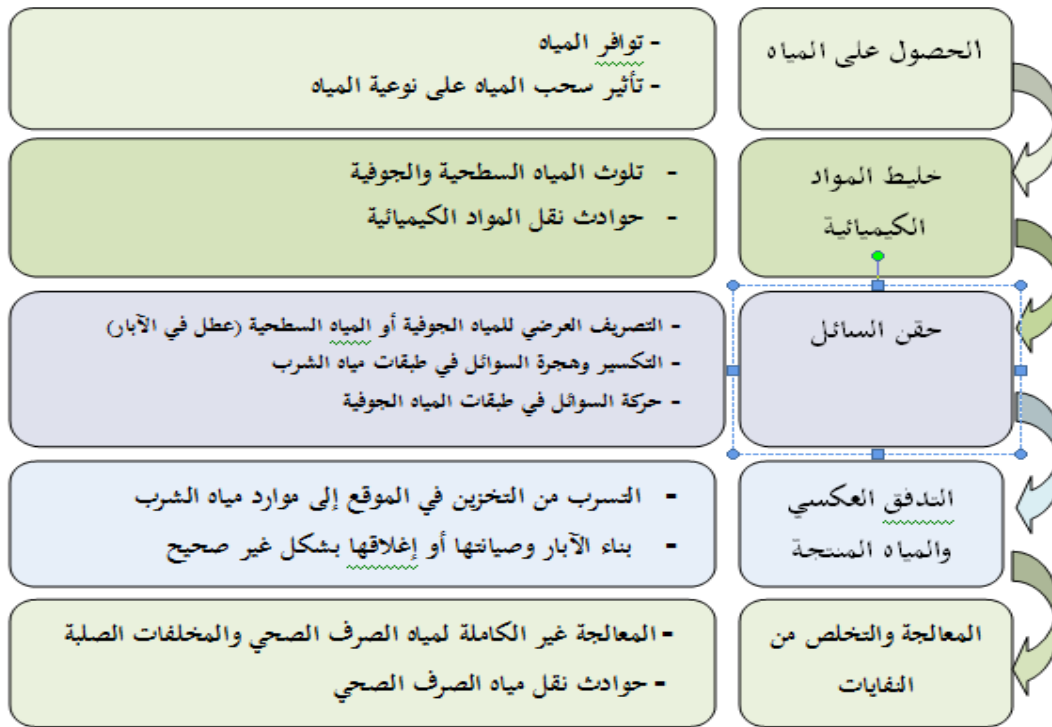 الحصول على المياه
- توافر المياه
- تأثير سحب المياه على نوعية المياه
خليط المواد
الكيميائية
- تلوث المياه السطحية والجوفية
- حوادث نقل المواد الكيميائية
حقن السائل
- التصريف العرضي للمياه الجوفية أو المياه السطحية (عطل في الآبار)
- التكسير وهجرة السوائل في طبقات مياه الشرب
- حركة السوائل في طبقات المياه الجوفية
التدفق العكسي
والمياه المنتجة
- التسرب من التخزين في الموقع إلى موارد مياه الشرب
- بناء الآبار وصيانتها أو إغلاقها بشكل غير صحيح
المعالجة والتخلص من
النفايات
- المعالجة غير الكاملة لمياه الصرف الصحي والمخلفات الصلبة
- حوادث نقل مياه الصرف الصحي